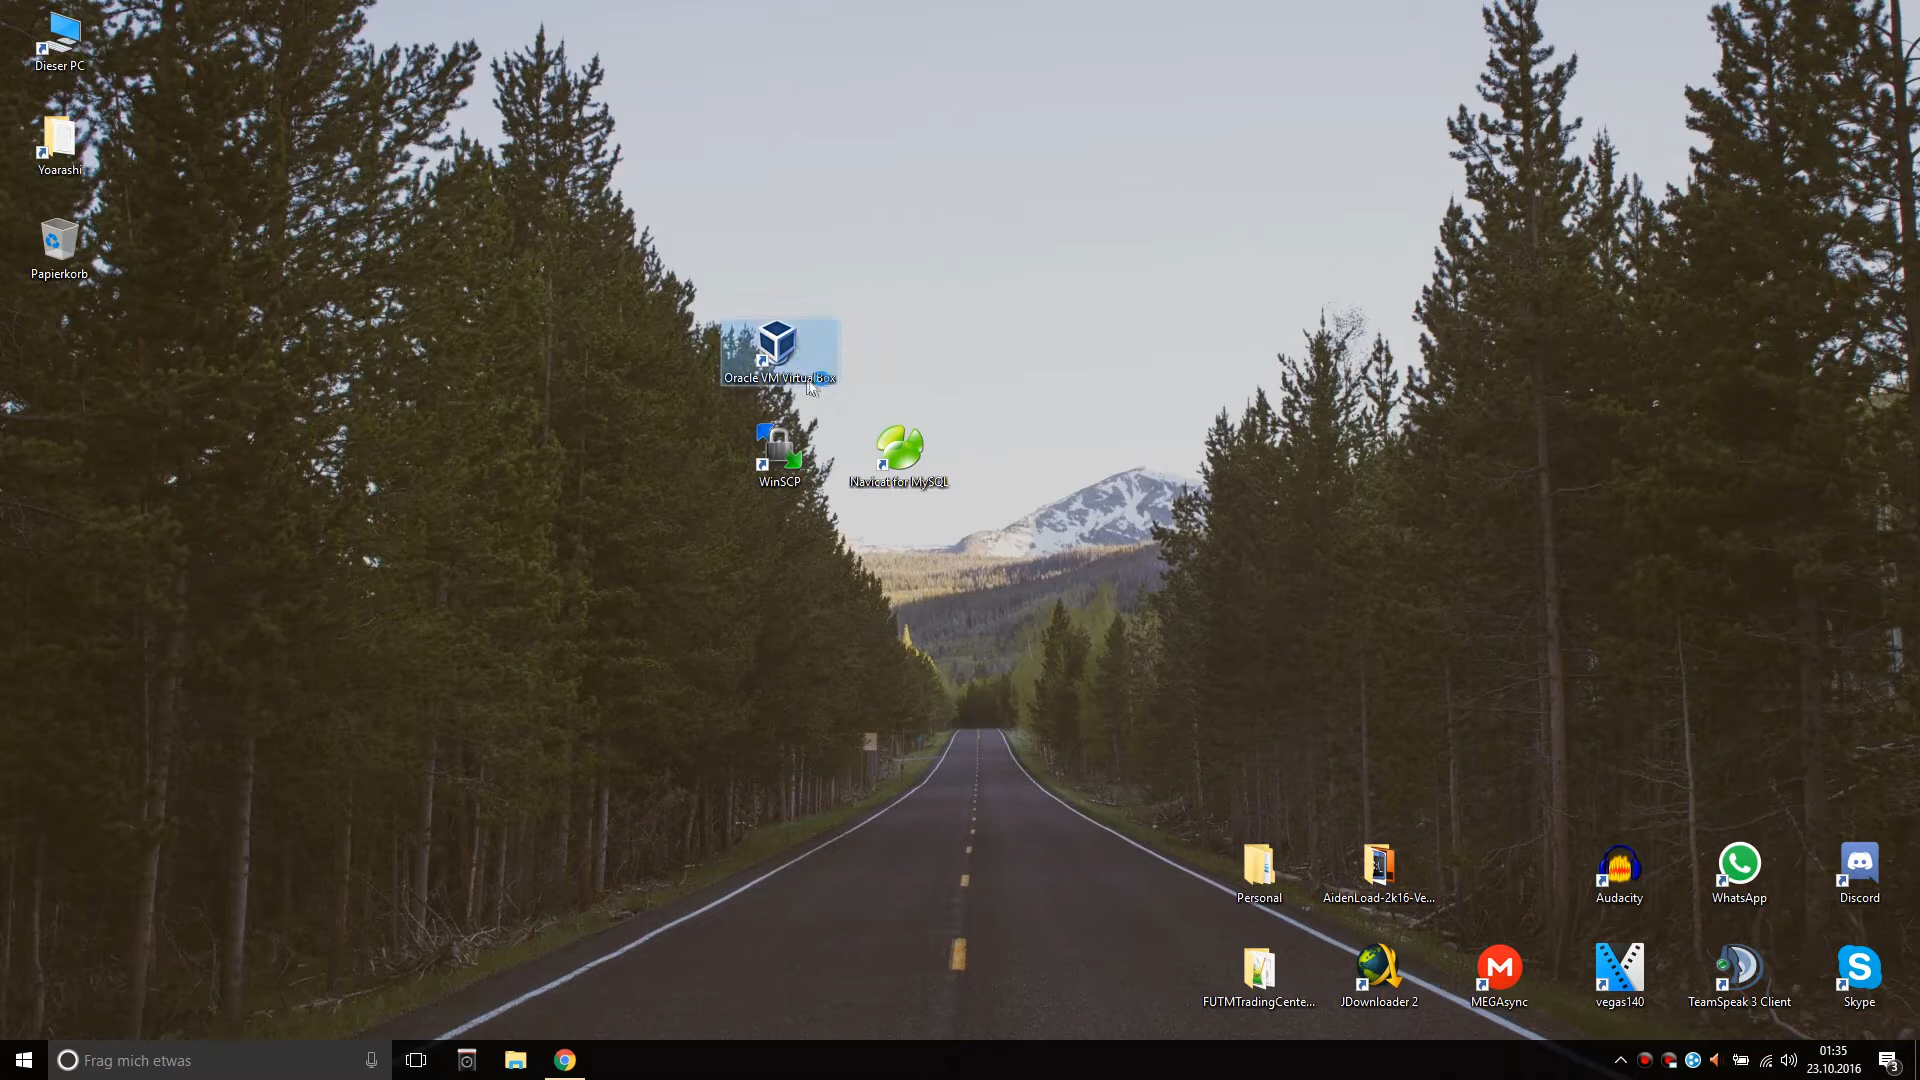 Dieser PC
Yoarashi
Papierkorb
Oracle VM VirtualBox
WinSCP
Navicat for MySQL
Personal
AidenLoad-2k16-Ve...
Audacity
WhatsApp
Discord
FUTMTradingCente...
JDownloader 2
MEGAsync
vegas140
TeamSpeak 3 Client
Skype
Frag mich etwas
01:35
23.10.2016
3